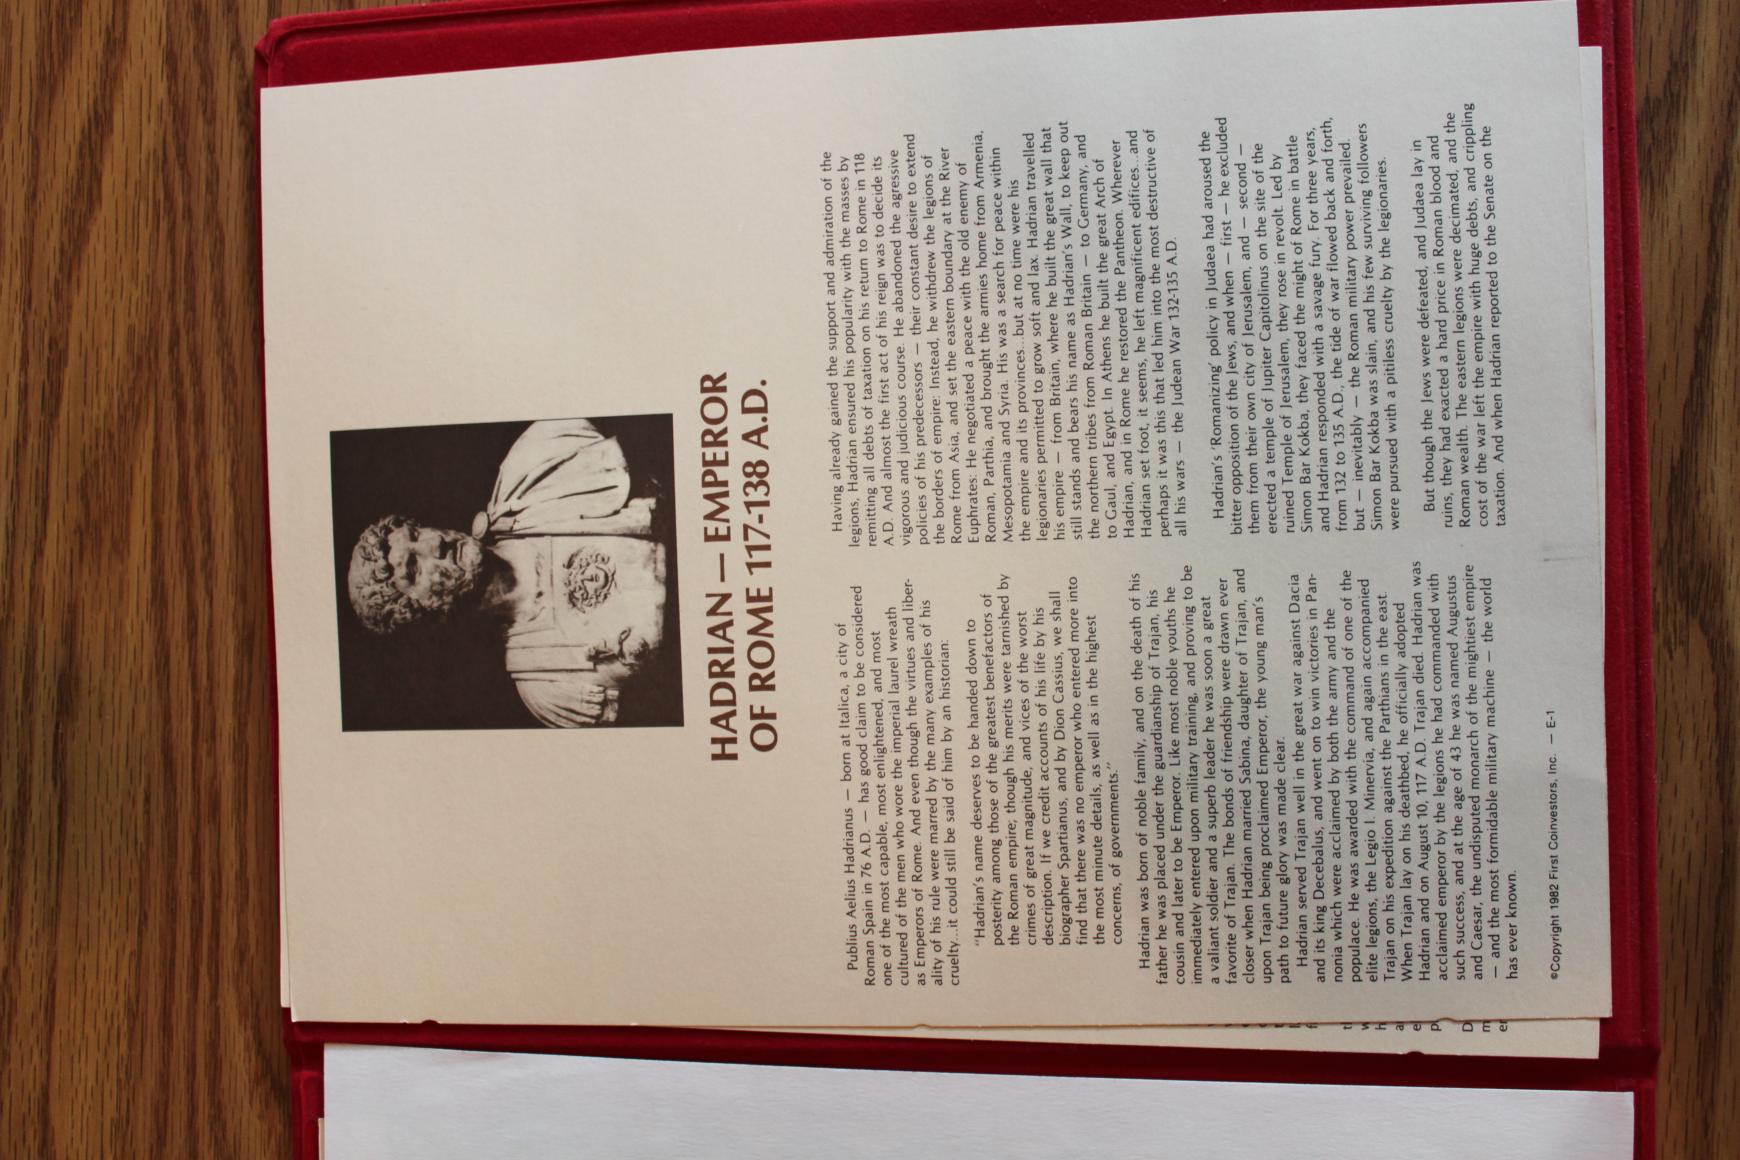 HADRIAN — EMPEROR
OF ROME 117-138 A.D.
Publius Aelius Hadrianus — born at Italica, a city of
Roman Spain in 76 A.D. — has good claim to be considered
one of the most capable, most enlightened, and most
cultured of the men who wore the imperial laurel wreath
as Emperors of Rome. And even though the virtues and liber-
ality of his rule were marred by the many examples of his
cruelty...it could still be said of him by an historian:
"Hadrian's name deserves to be handed down to
posterity among those of the greatest benefactors of
the Roman empire; though his merits were tarnished by
crimes of great magnitude, and vices of the worst
description. If we credit accounts of his life by his
biographer Spartianus, and by Dion Cassius, we shall
find that there was no emperor who entered more into
the most minute details, as well as in the highest
concerns, of governments."
Hadrian was born of noble family, and on the death of his
father he was placed under the guardianship of Trajan, his
cousin and later to be Emperor. Like most noble youths he
immediately entered upon military training, and proving to be
a valiant soldier and a superb leader he was soon a great
favorite of Trajan. The bonds of friendship were drawn ever
closer when Hadrian married Sabina, daughter of Trajan, and
upon Trajan being proclaimed Emperor, the young man's
path to future glory was made clear.
Hadrian served Trajan well in the great war against Dacia
and its king Decebalus, and went on to win victories in Pan-
nonia which were acclaimed by both the army and the
populace. He was awarded with the command of one of the
elite legions, the Legio I. Minervia, and again accompanied
Trajan on his expedition against the Parthians in the east.
When Trajan lay on his deathbed, he officially adopted
Hadrian and on August 10, 117 A.D. Trajan died. Hadrian was
acclaimed emperor by the legions he had commanded with
such success, and at the age of 43 he was named Augustus
and Caesar, the undisputed monarch of the mightiest empire
— and the most formidable military machine — the world
has ever known.
Having already gained the support and admiration of the
legions, Hadrian ensured his popularity with the masses by
remitting all debts of taxation on his return to Rome in 118
A.D. And almost the first act of his reign was to decide its
vigorous and judicious course. He abandoned the aggressive
policies of his predecessors — their constant desire to extend
the borders of empire: Instead, he withdrew the legions of
Rome from Asia, and set the eastern boundary at the River
Euphrates: He negotiated a peace with the old enemy of
Roman, Parthia, and brought the armies home from Armenia,
Mesopotamia and Syria. His was a search for peace within
the empire and its provinces...but at no time were his
legionaries permitted to grow soft and lax. Hadrian travelled
his empire — from Britain, where he built the great wall that
still stands and bears his name as Hadrian's Wall, to keep out
the northern tribes from Roman Britain — to Germany, and
to Gaul, and Egypt. In Athens he built the great Arch of
Hadrian, and in Rome he restored the Pantheon. Wherever
Hadrian set foot, it seems, he left magnificent edifices...and
perhaps it was this that led him into the most destructive of
all his wars — the Judean War 132-135 A.D.
Hadrian's 'Romanizing' policy in Judaea had aroused the
bitter opposition of the Jews, and when — first — he excluded
them from their own city of Jerusalem, and — second —
erected a temple of Jupiter Capitolinus on the site of the
ruined Temple of Jerusalem, they rose in revolt. Led by
Simon Bar Kokba, they faced the might of Rome in battle
and Hadrian responded with a savage fury. For three years,
from 132 to 135 A.D., the tide of war flowed back and forth,
but — inevitably — the Roman military power prevailed.
Simon Bar Kokba was slain, and his few surviving followers
were pursued with a pitiless cruelty by the legionaries.
But though the Jews were defeated, and Judaea lay in
ruins, they had exacted a hard price in Roman blood and
Roman wealth. The eastern legions were decimated, and the
cost of the war left the empire with huge debts, and crippling
taxation. And when Hadrian reported to the Senate on the
©Copyright 1982 First Coinvestors, Inc. — E-1